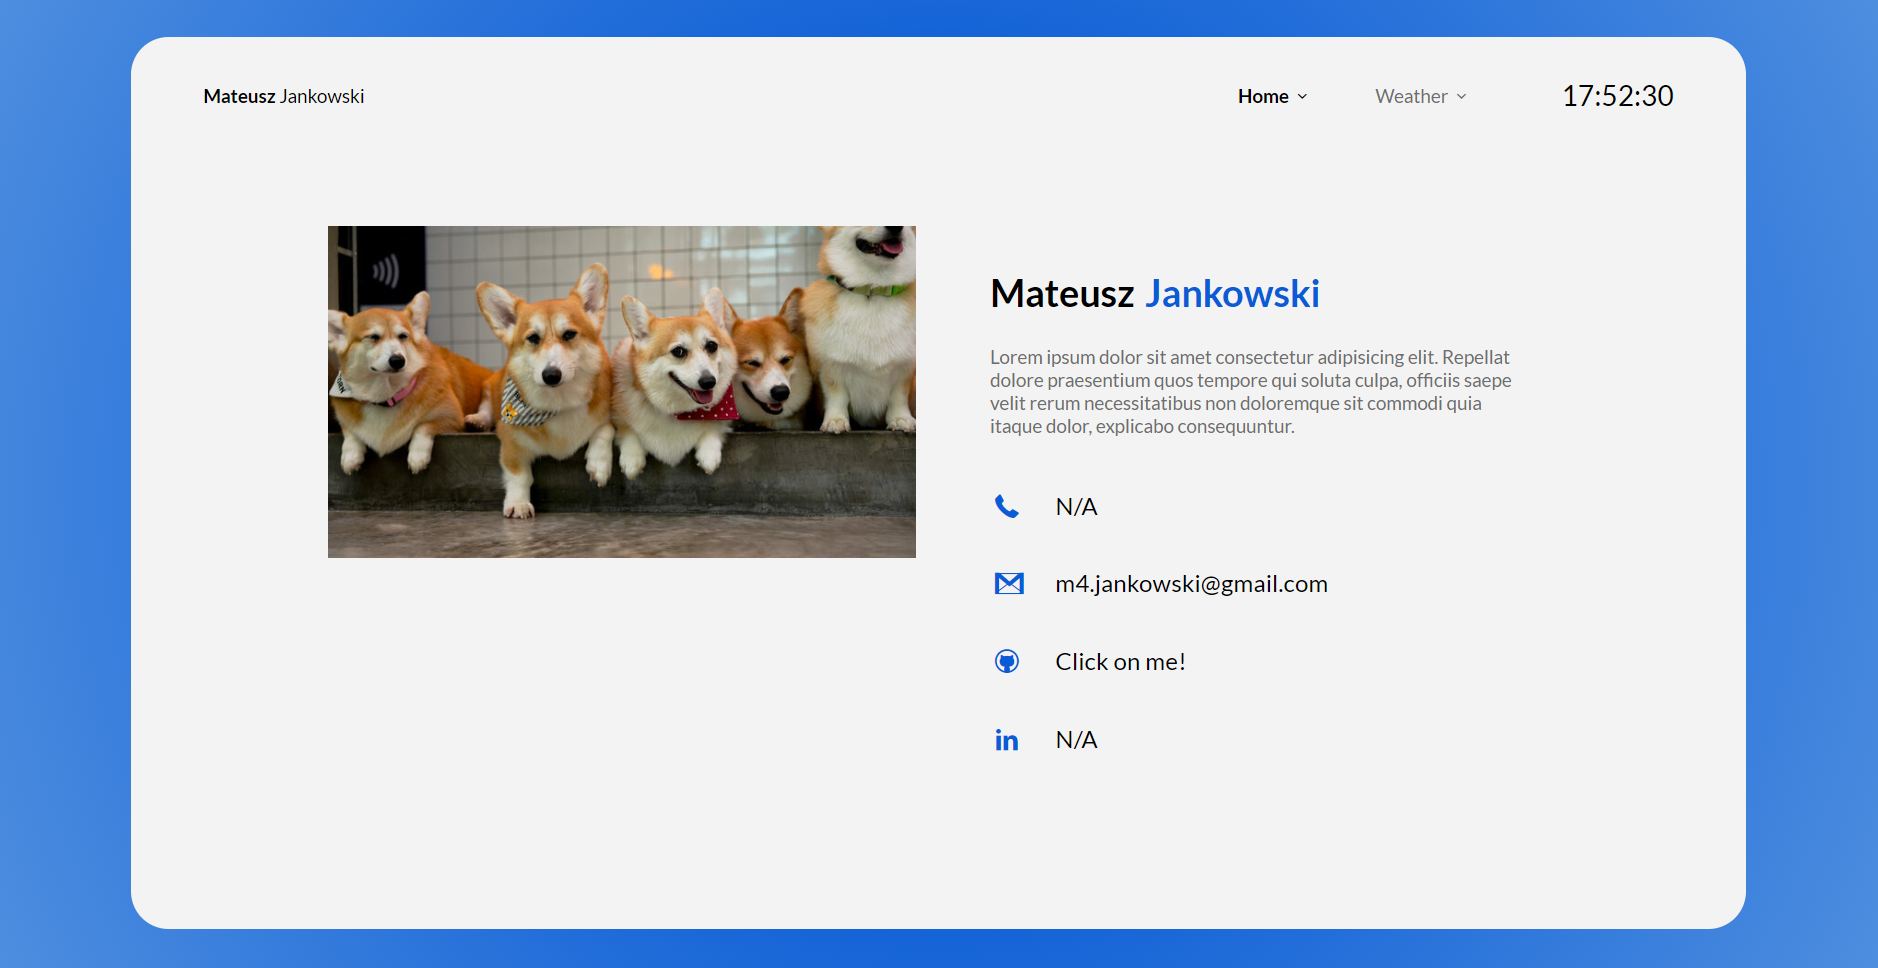 Mateusz Jankowski
Home
Weather
17:52:30
Mateusz Jankowski
Lorem ipsum dolor sit amet consectetur adipisicing elit. Repellat
dolore praesentium quos tempore qui soluta culpa, officiis saepe
velit rerum necessitatibus non doloremque sit commodi quia
itaque dolor, explicabo consequuntur.
N/A
m4.jankowski@gmail.com
Click on me!
in N/A